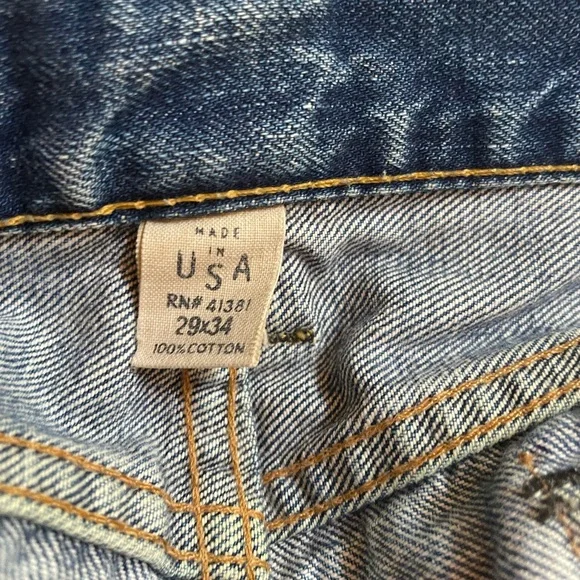 MADE
IN
USA
RN# 41381
29x34
100% COTTON